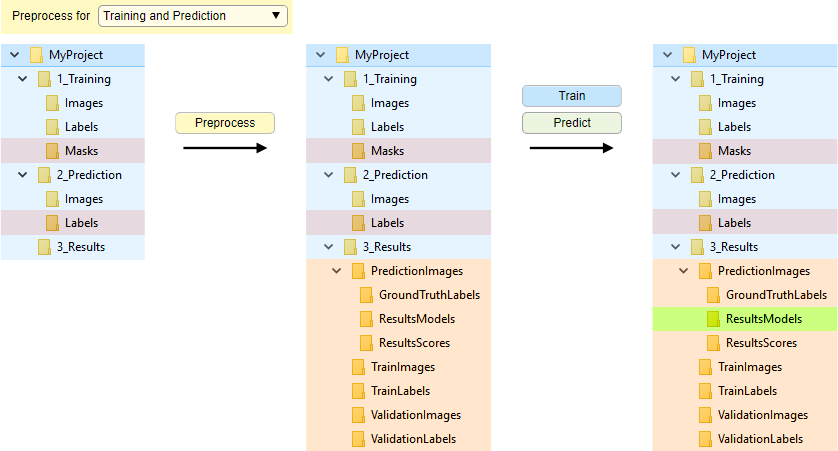 Preprocess for Training and Prediction
MyProject
1_Training
Images
Labels
Masks
2_Prediction
Images
Labels
3_Results
Preprocess
MyProject
1_Training
Images
Labels
Masks
2_Prediction
Images
Labels
3_Results
PredictionImages
GroundTruthLabels
ResultsModels
ResultsScores
TrainImages
TrainLabels
ValidationImages
ValidationLabels
Train
Predict
MyProject
1_Training
Images
Labels
Masks
2_Prediction
Images
Labels
3_Results
PredictionImages
GroundTruthLabels
ResultsModels
ResultsScores
TrainImages
TrainLabels
ValidationImages
ValidationLabels